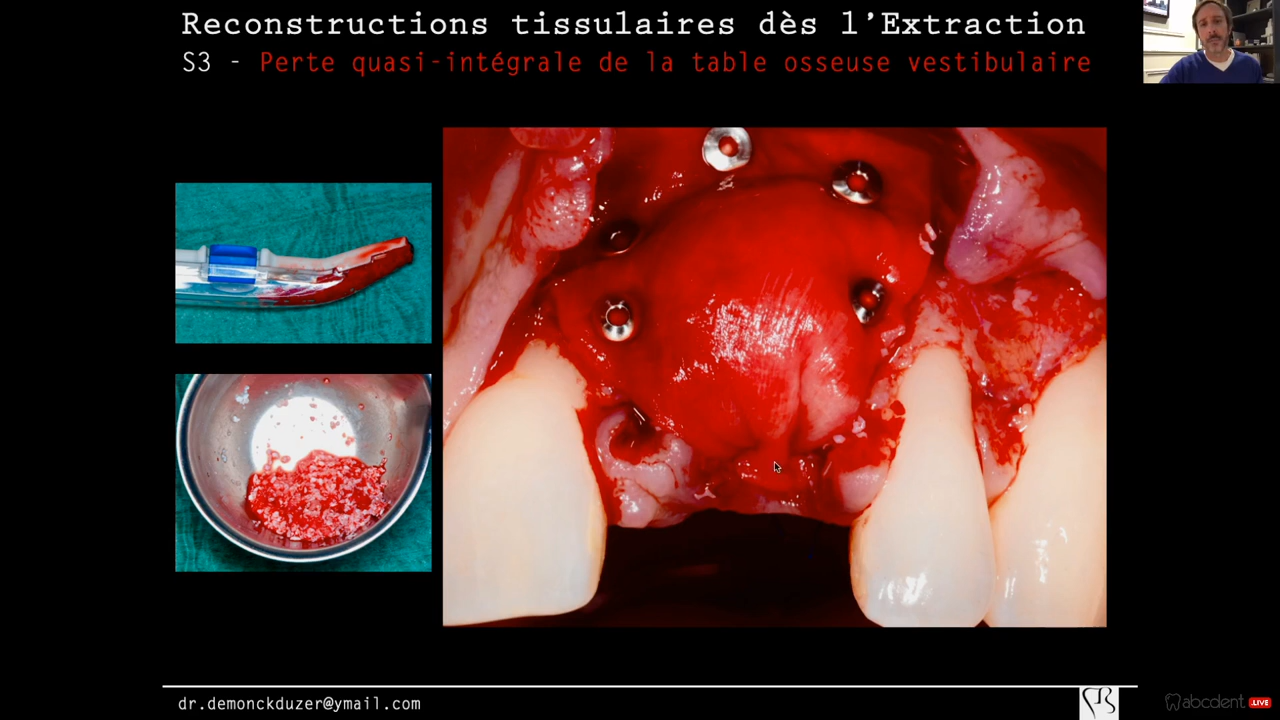 Reconstructions tissulaires dès l'Extraction
S3 - Perte quasi-intégrale de la table osseuse vestibulaire
dr.demonckduzer@ymail.com
abcdent LIVE